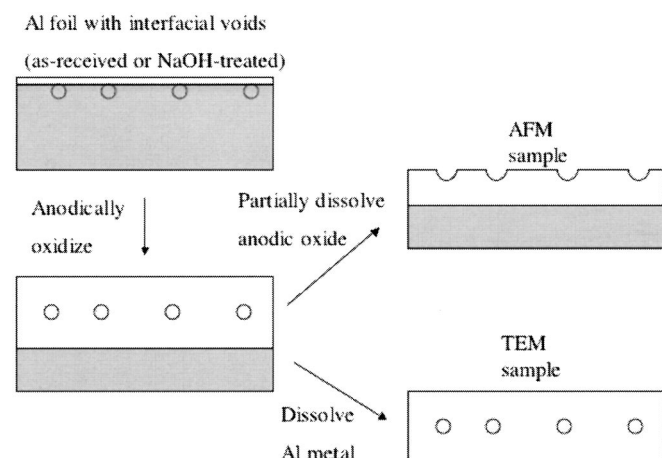 Al foil with interfacial voids
(as-received or NaOH-treated)
Anodically
oxidize
Partially dissolve
anodic oxide
AFM
sample
TEM
sample
Dissolve
Al metal